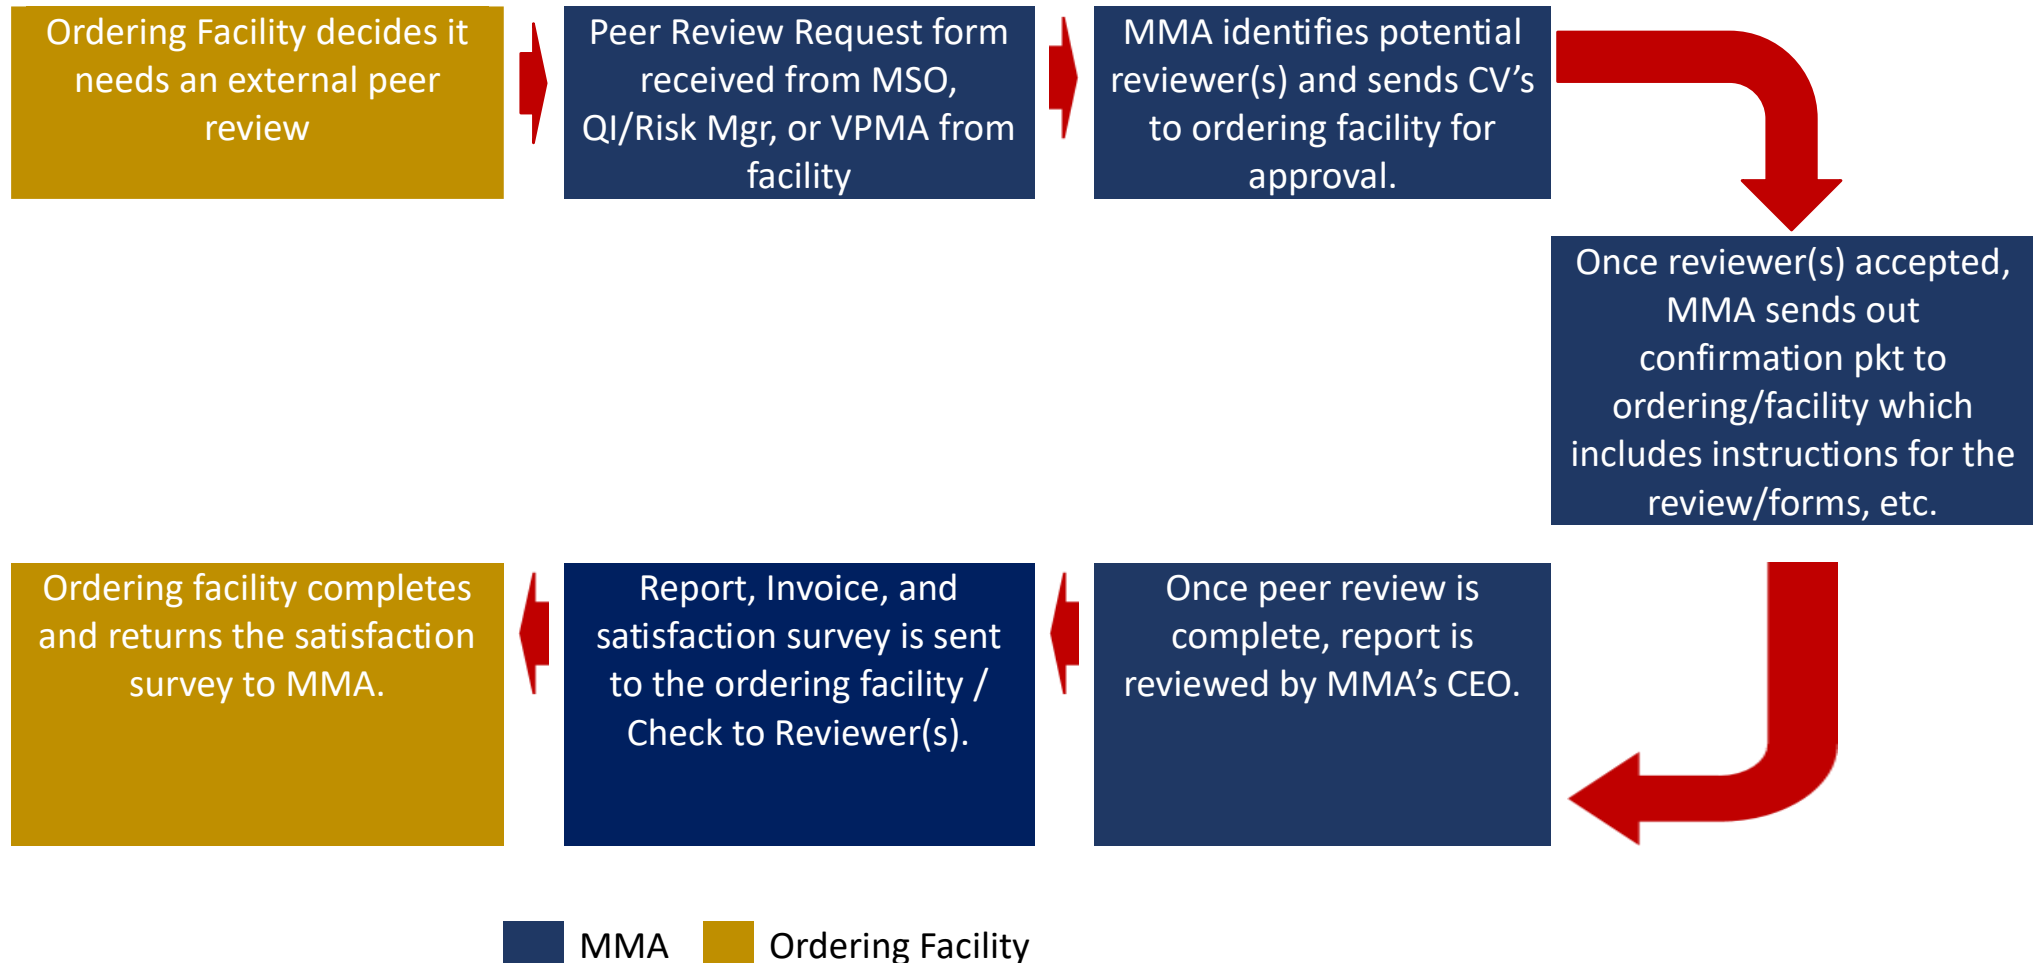 Ordering Facility decides it
needs an external peer
review
Peer Review Request form
received from MSO,
QI/Risk Mgr, or VPMA from
facility
MMA identifies potential
reviewer(s) and sends CV’s
to ordering facility for
approval.
Once reviewer(s) accepted,
MMA sends out
confirmation pkt to
ordering/facility which
includes instructions for the
review/forms, etc.
Once peer review is
complete, report is
reviewed by MMA’s CEO.
Report, Invoice, and
satisfaction survey is sent
to the ordering facility /
Check to Reviewer(s).
Ordering facility completes
and returns the satisfaction
survey to MMA.
MMA
Ordering Facility